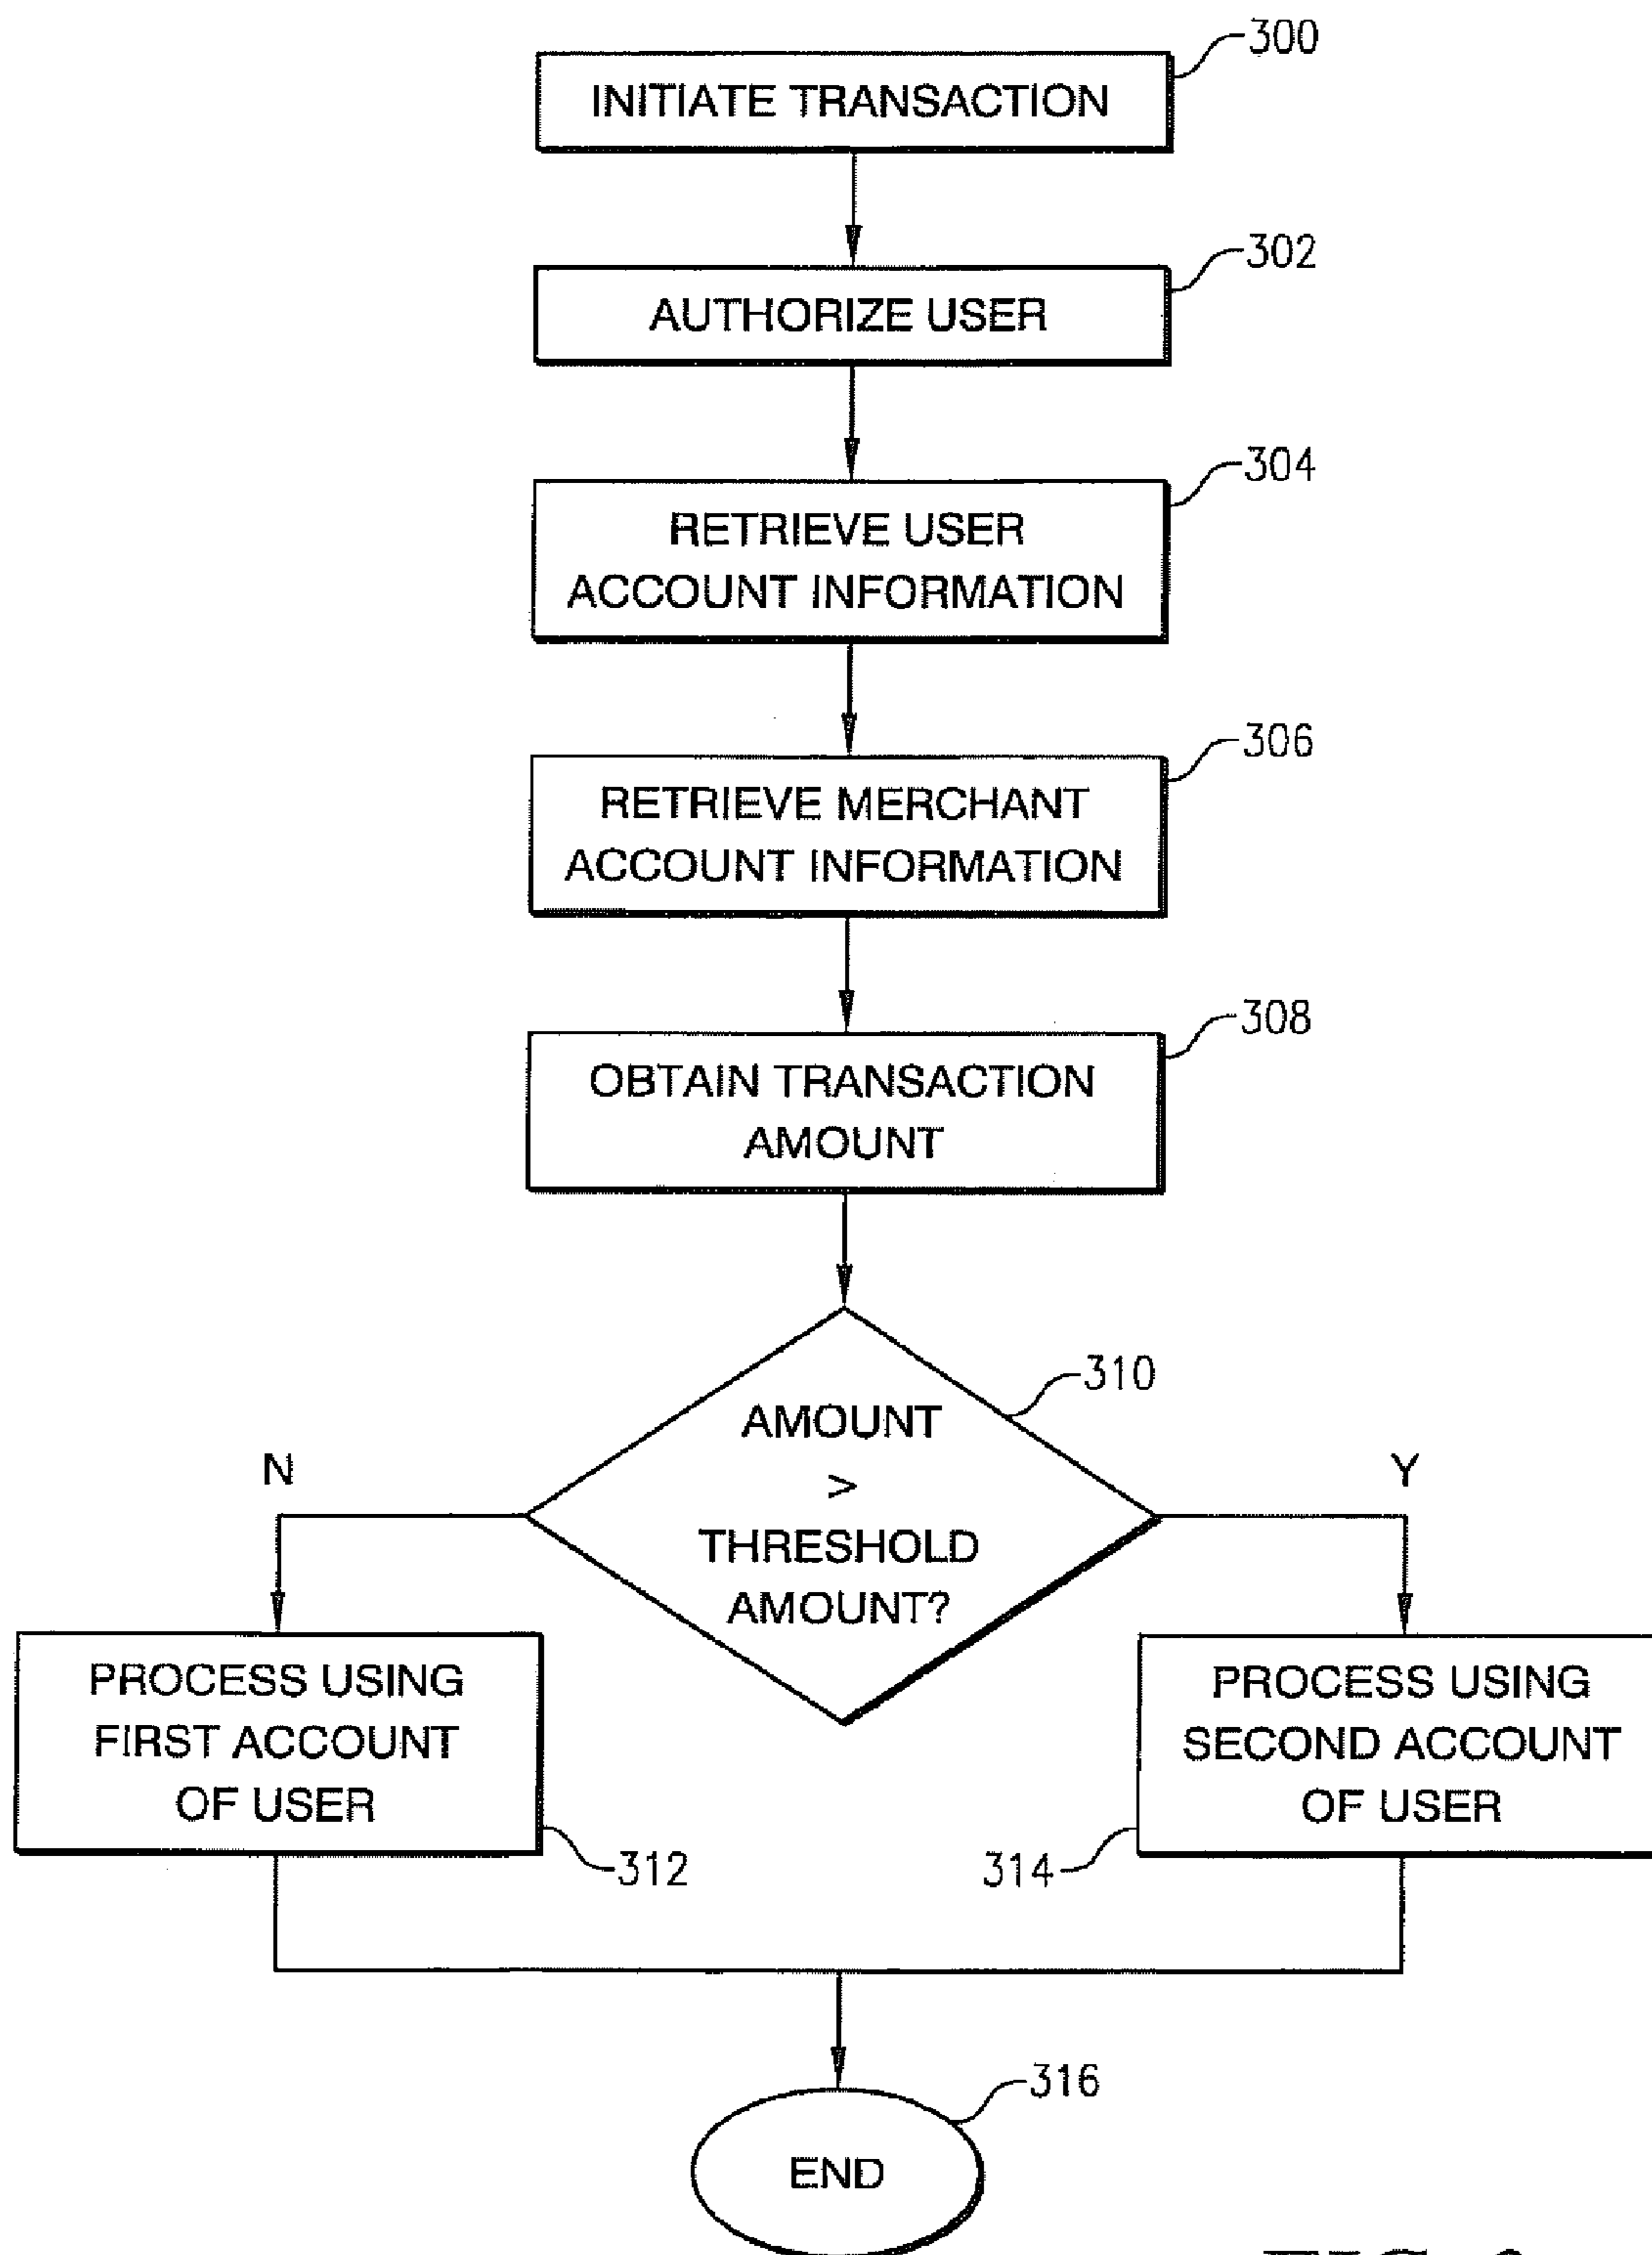 300
INITIATE TRANSACTION
302
AUTHORIZE USER
304
RETRIEVE USER
ACCOUNT INFORMATION
306
RETRIEVE MERCHANT
ACCOUNT INFORMATION
308
OBTAIN TRANSACTION
AMOUNT
310
AMOUNT
>
THRESHOLD
AMOUNT?
N
Y
PROCESS USING
FIRST ACCOUNT
OF USER
312
PROCESS USING
SECOND ACCOUNT
OF USER
314
316
END